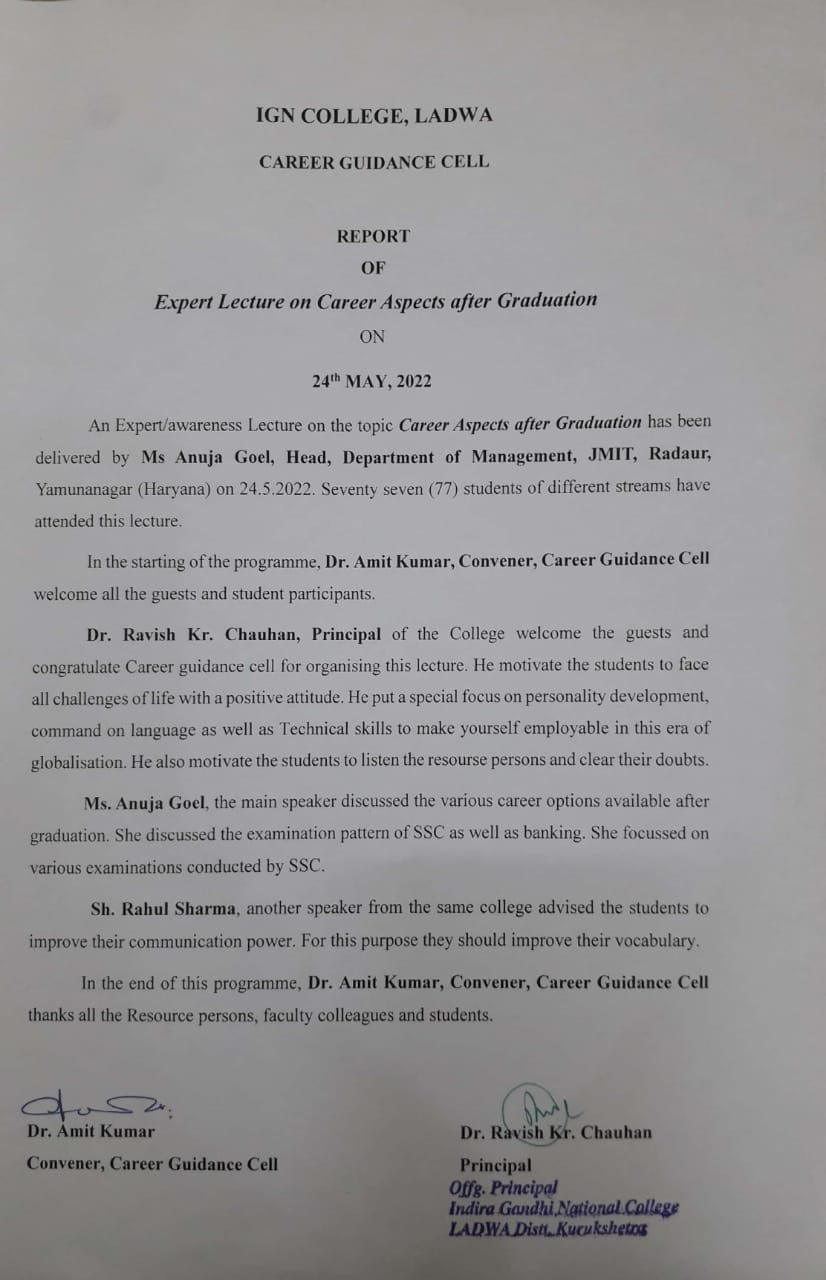 IGN COLLEGE, LADWA
CAREER GUIDANCE CELL
REPORT
OF
Expert Lecture on Career Aspects after Graduation
ON
24th MAY, 2022
An Expert/awareness Lecture on the topic Career Aspects after Graduation has been
delivered by Ms Anuja Goel, Head, Department of Management, JMIT, Radaur,
Yamunanagar (Haryana) on 24.5.2022. Seventy seven (77) students of different streams have
attended this lecture.
In the starting of the programme, Dr. Amit Kumar, Convener, Career Guidance Cell
welcome all the guests and student participants.
Dr. Ravish Kr. Chauhan, Principal of the College welcome the guests and
congratulate Career guidance cell for organising this lecture. He motivate the students to face
all challenges of life with a positive attitude. He put a special focus on personality development,
command on language as well as Technical skills to make yourself employable in this era of
globalisation. He also motivate the students to listen the resourse persons and clear their doubts.
Ms. Anuja Goel, the main speaker discussed the various career options available after
graduation. She discussed the examination pattern of SSC as well as banking. She focussed on
various examinations conducted by SSC.
Sh. Rahul Sharma, another speaker from the same college advised the students to
improve their communication power. For this purpose they should improve their vocabulary.
In the end of this programme, Dr. Amit Kumar, Convener, Career Guidance Cell
thanks all the Resource persons, faculty colleagues and students.
Dr. Amit Kumar
Convener, Career Guidance Cell
Dr. Ravish Kr. Chauhan
Principal
Offg. Principal
Indira Gandhi National College
LADWA Distt.